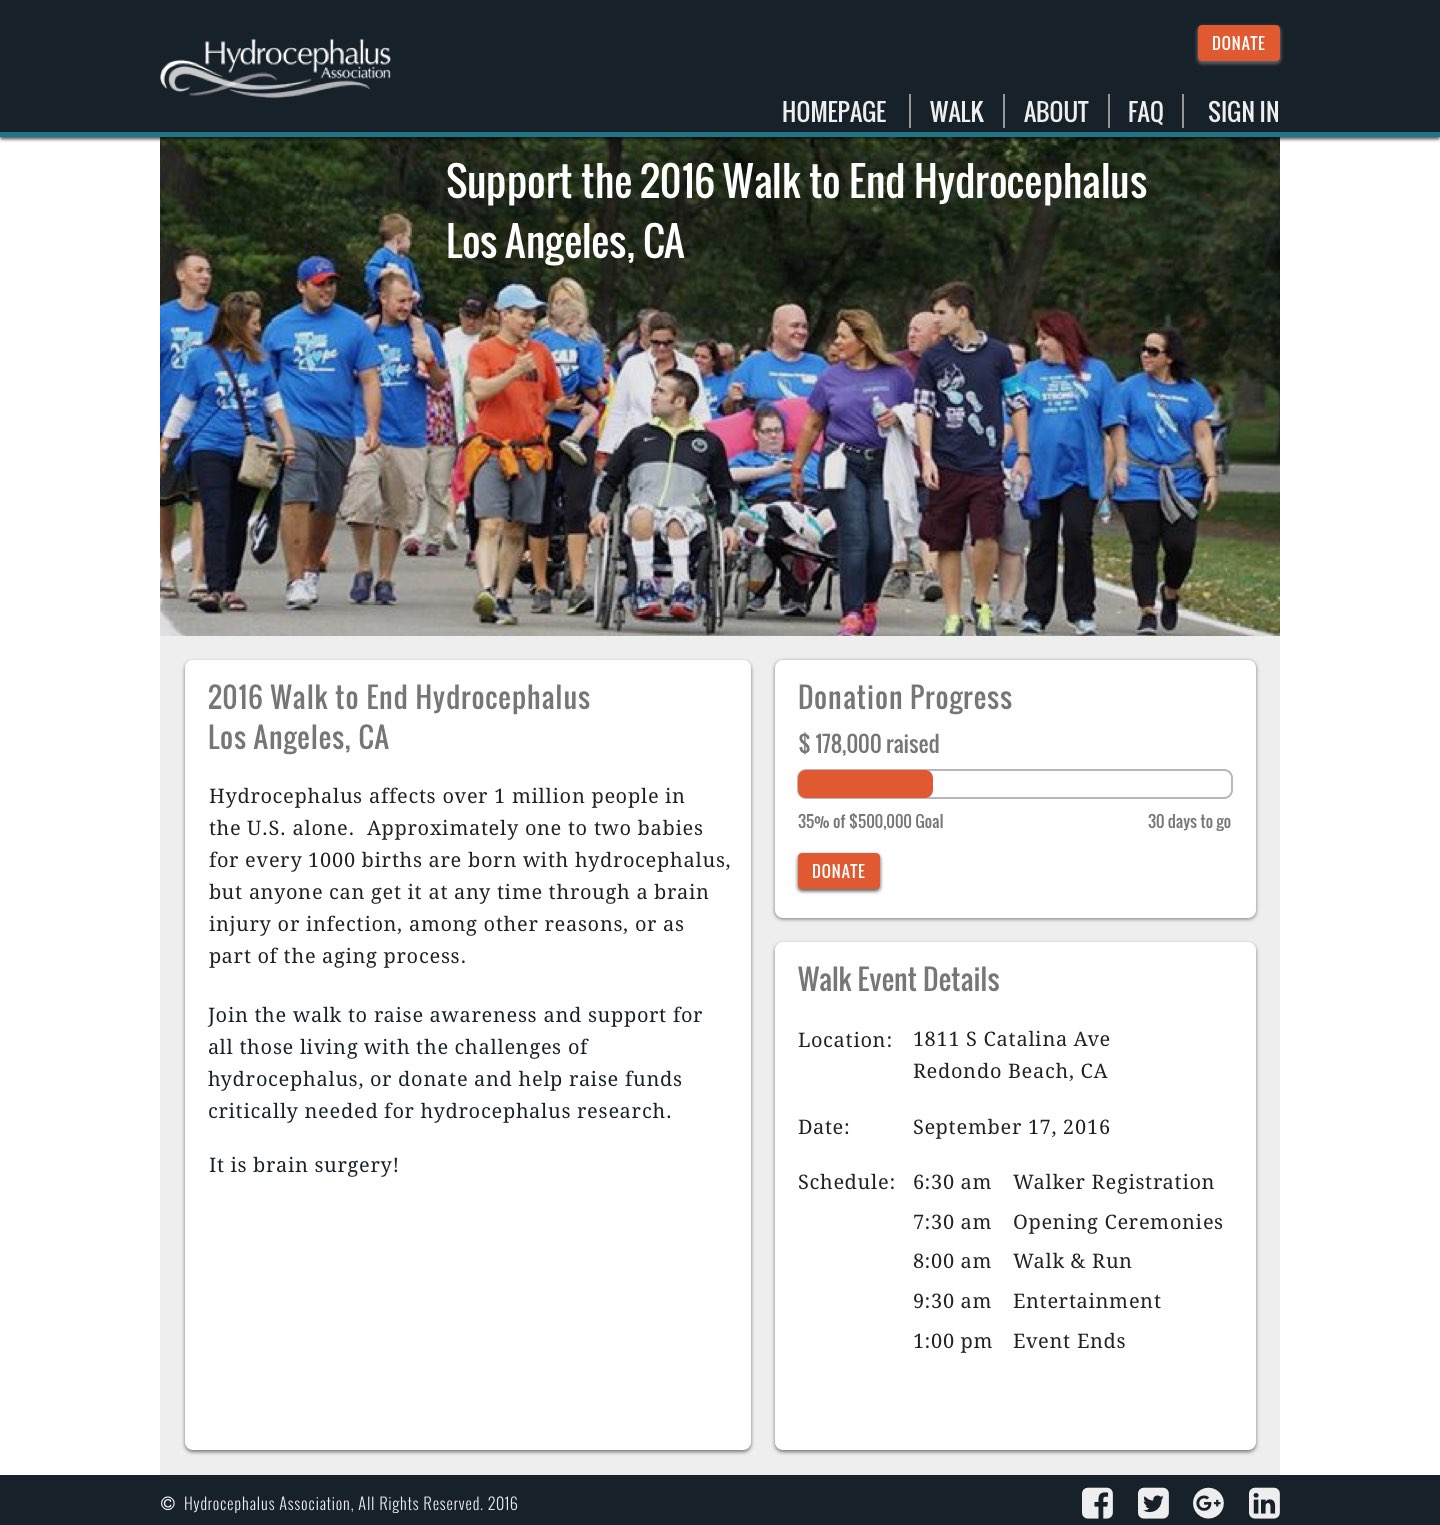 Hydrocephalus
Association
DONATE
HOMEPAGE WALK ABOUT FAQ SIGN IN
Support the 2016 Walk to End Hydrocephalus
Los Angeles, CA
STRONG
2016 Walk to End Hydrocephalus
Los Angeles, CA
Hydrocephalus affects over 1 million people in
the U.S. alone. Approximately one to two babies
for every 1000 births are born with hydrocephalus,
but anyone can get it at any time through a brain
injury or infection, among other reasons, or as
part of the aging process.
Join the walk to raise awareness and support for
all those living with the challenges of
hydrocephalus, or donate and help raise funds
critically needed for hydrocephalus research.
It is brain surgery!
Donation Progress
$ 178,000 raised
35% of $500,000 Goal 30 days to go
DONATE
Walk Event Details
Location: 1811 S Catalina Ave
Redondo Beach, CA
Date: September 17, 2016
Schedule: 6:30 am Walker Registration
7:30 am Opening Ceremonies
8:00 am Walk & Run
9:30 am Entertainment
1:00 pm Event Ends
© Hydrocephalus Association, All Rights Reserved. 2016